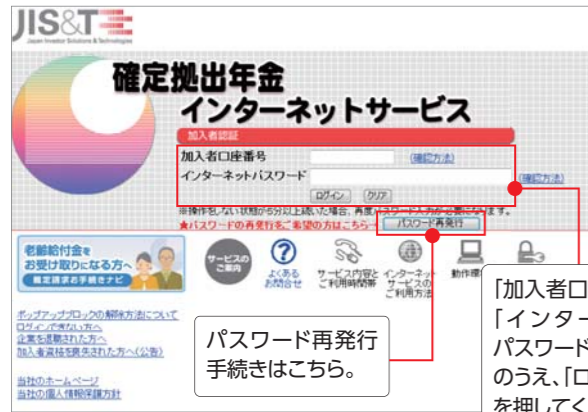 JIS&T
Japan Investor Solutions & Technologies
確定拠出年金
インターネットサービス
加入者認証
加入者口座番号
(確認方法)
インターネットパスワード
(確認方法)
ログイン
クリア
※操作をしない状態が5分以上続いた場合、再度パスワード入力が必要になります。
★パスワードの再発行をご希望の方はこちら→
パスワード再発行
老齢給付金を
お受け取りになる方へ
裁定請求お手続きナビ
サービスの
ご案内
よくある
お問合せ
サービス内容と
ご利用時間帯
インターネット
サービスの
ご利用方法
動作環
ポップアップブロックの解除方法について
ログインできない方へ
企業を退職された方へ
加入者資格を喪失された方へ(公告)
当社のホームページ
当社の個人情報保護方針
パスワード再発行
手続きはこちら。
「加入者口
「インター
パスワード
のうえ、「ロ
を押してく